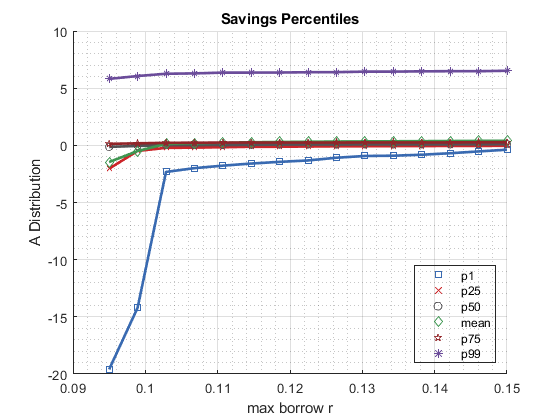 Savings Percentiles
10
5
0
-5
-10
-15
-20
A Distribution
p1
p25
p50
mean
p75
p99
0.09
0.1
0.11
0.12
0.13
0.14
0.15
max borrow r